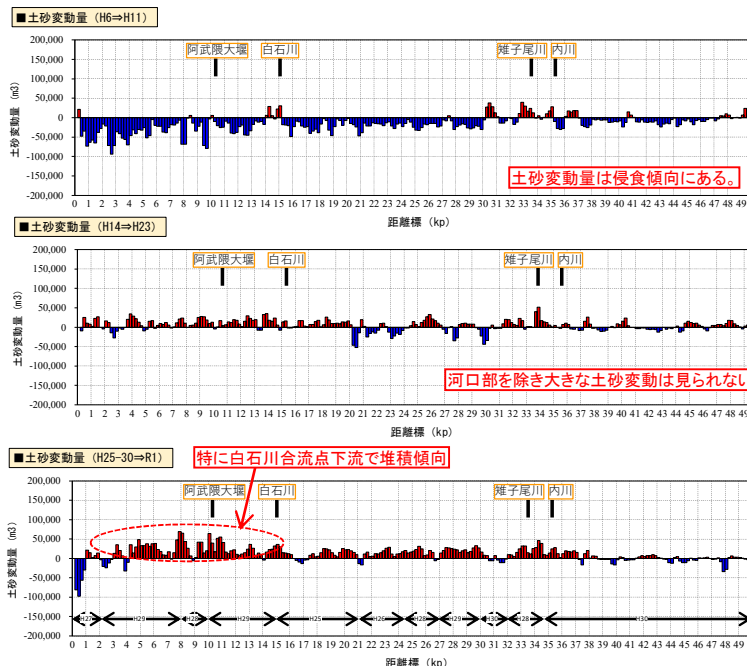 ■土砂変動量（H6⇒H11）
阿武隈大堰
白石川
雉子尾川
内川
土砂変動量（m3）
200,000
150,000
100,000
50,000
0
-50,000
-100,000
-150,000
-200,000
土砂変動量は侵食傾向にある。
0 1 2 3 4 5 6 7 8 9 10 11 12 13 14 15 16 17 18 19 20 21 22 23 24 25 26 27 28 29 30 31 32 33 34 35 36 37 38 39 40 41 42 43 44 45 46 47 48 49
距離標（kp）
■土砂変動量（H14⇒H23）
阿武隈大堰
白石川
雉子尾川
内川
土砂変動量（m3）
200,000
150,000
100,000
50,000
0
-50,000
-100,000
-150,000
-200,000
河口部を除き大きな土砂変動は見られない
0 1 2 3 4 5 6 7 8 9 10 11 12 13 14 15 16 17 18 19 20 21 22 23 24 25 26 27 28 29 30 31 32 33 34 35 36 37 38 39 40 41 42 43 44 45 46 47 48 49
距離標（kp）
■土砂変動量（H25-30⇒R1）
特に白石川合流点下流で堆積傾向
阿武隈大堰
白石川
雉子尾川
内川
土砂変動量（m3）
200,000
150,000
100,000
50,000
0
-50,000
-100,000
-150,000
-200,000
H27 H29 H28 H29 H25 H26 H28 H29 H30 H28 H30
0 1 2 3 4 5 6 7 8 9 10 11 12 13 14 15 16 17 18 19 20 21 22 23 24 25 26 27 28 29 30 31 32 33 34 35 36 37 38 39 40 41 42 43 44 45 46 47 48 49
距離標（kp）